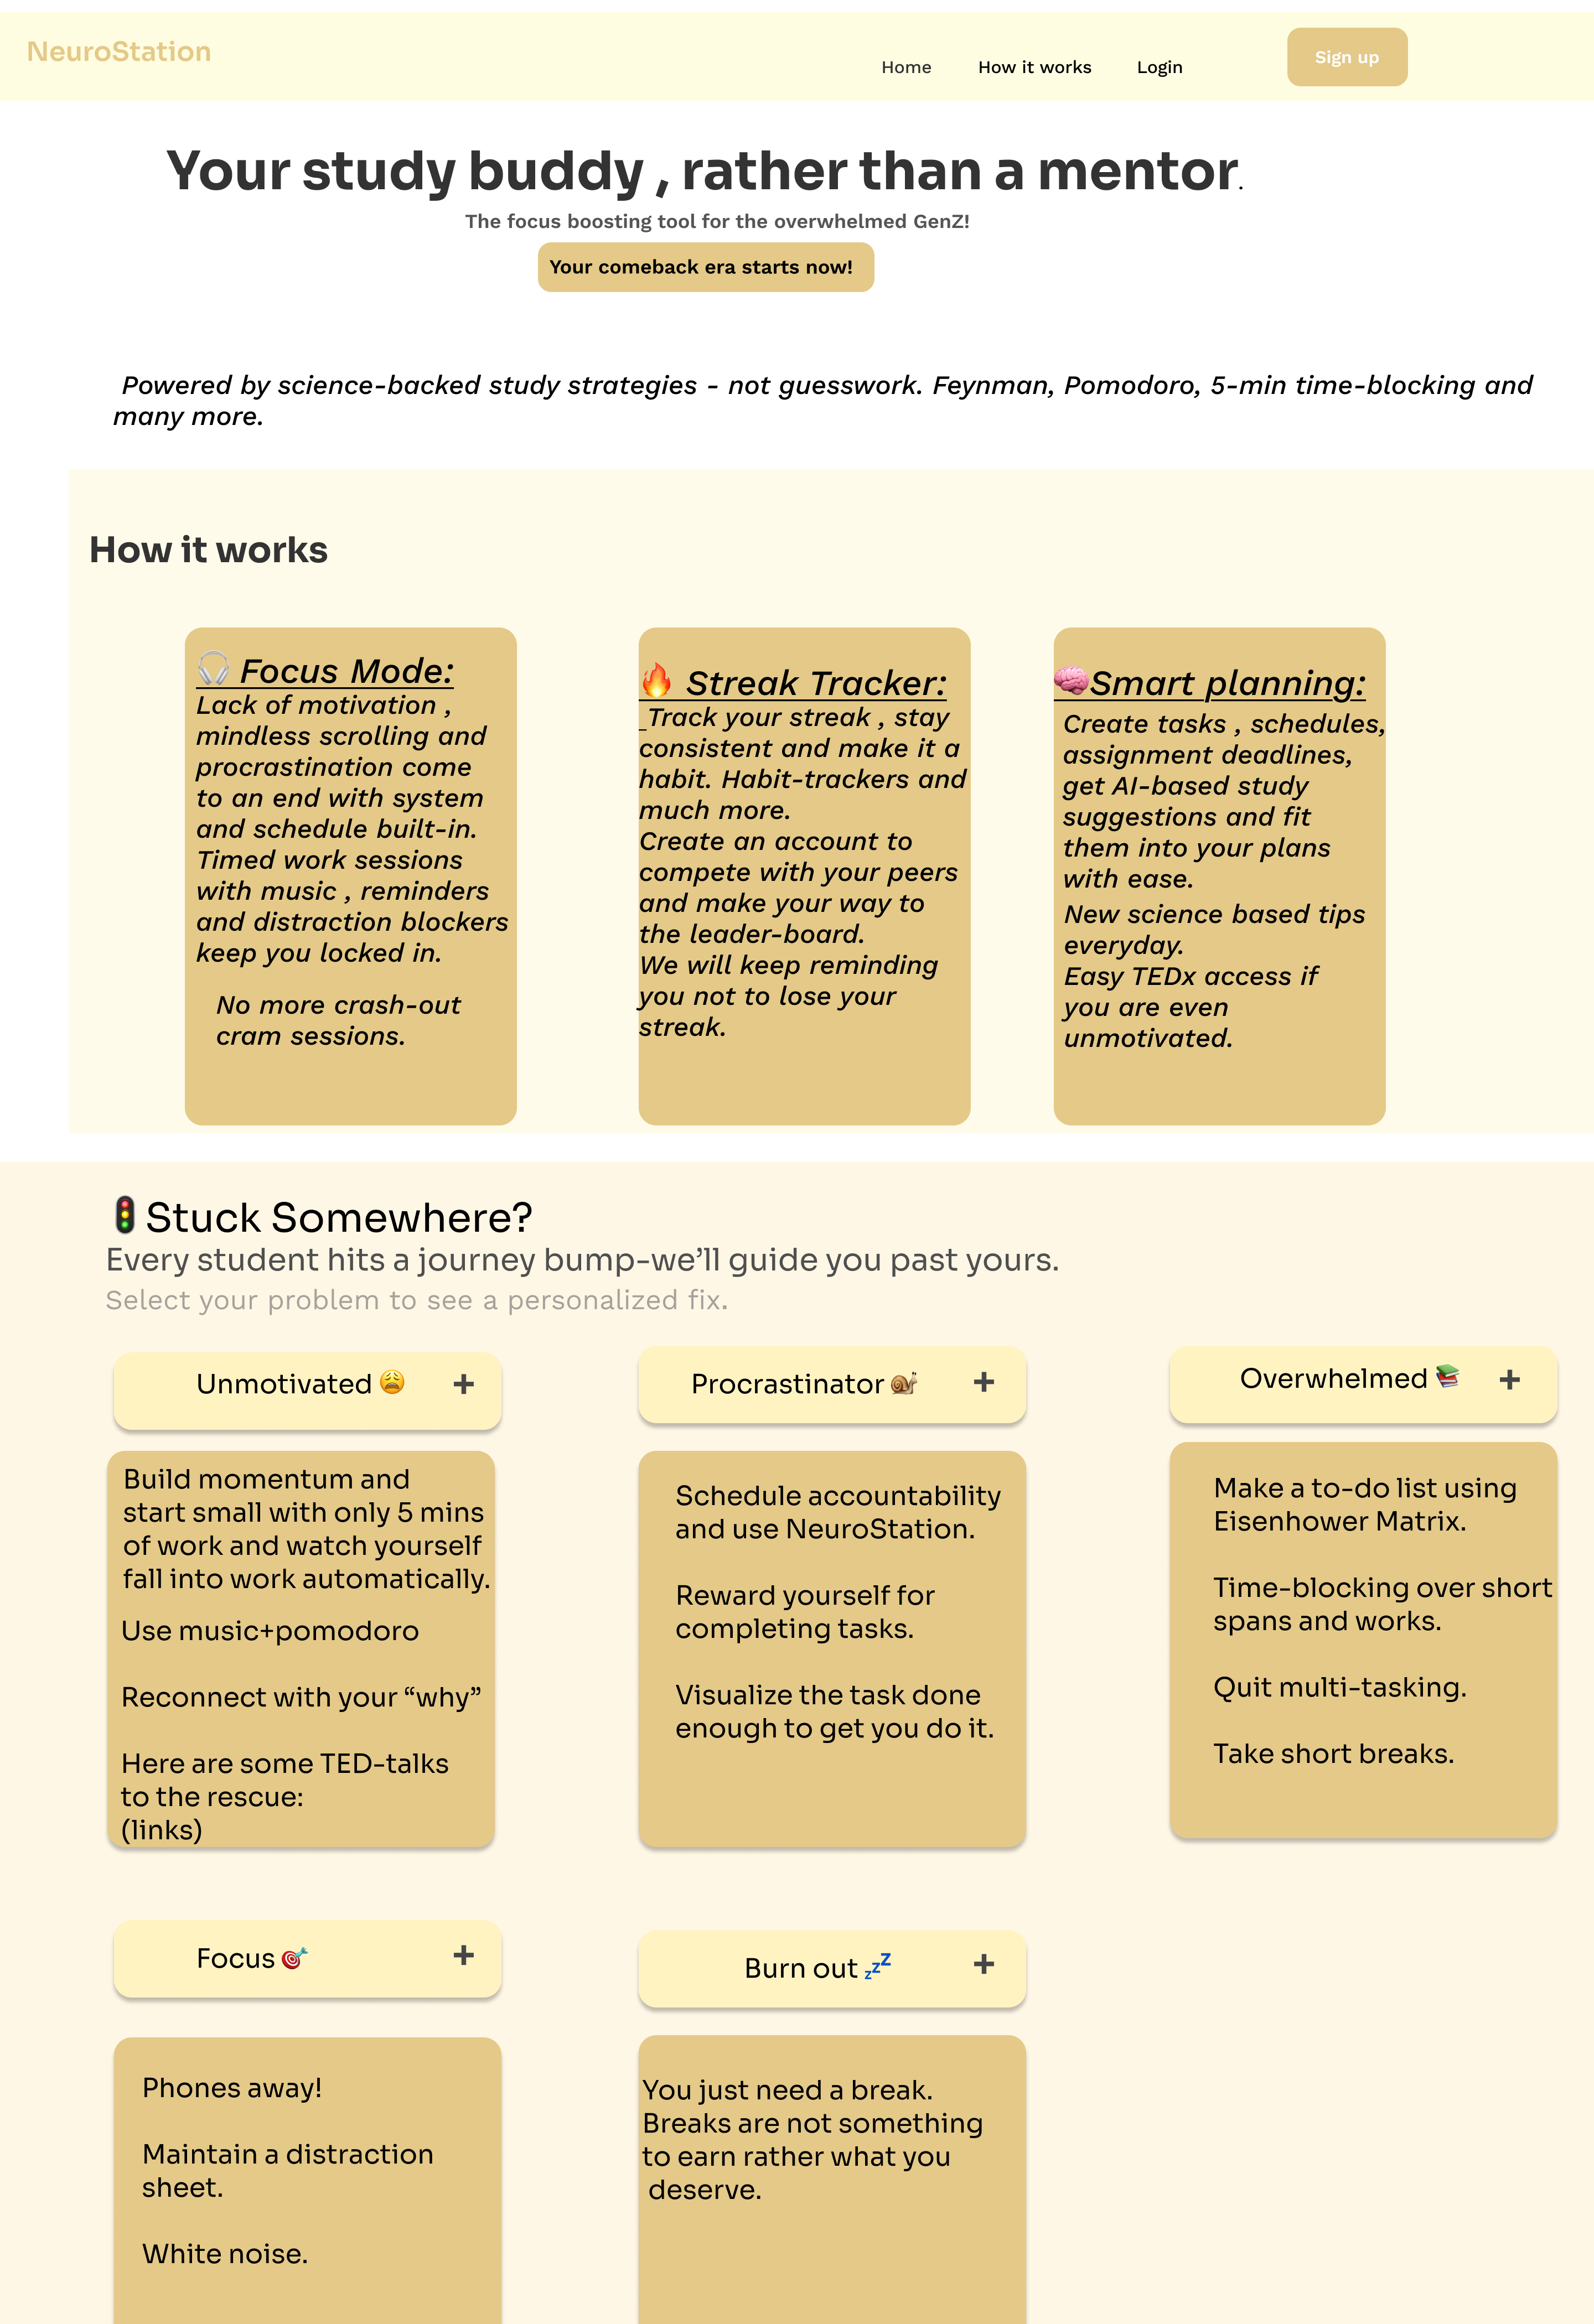 NeuroStation
Home
How it works
Login
Sign up
Your study buddy , rather than a mentor.
The focus boosting tool for the overwhelmed GenZ!
Your comeback era starts now!
Powered by science-backed study strategies - not guesswork. Feynman, Pomodoro, 5-min time-blocking and
many more.
How it works
🎧 Focus Mode:
Lack of motivation ,
mindless scrolling and
procrastination come
to an end with system
and schedule built-in.
Timed work sessions
with music , reminders
and distraction blockers
keep you locked in.
No more crash-out
cram sessions.
🔥 Streak Tracker:
Track your streak , stay
consistent and make it a
habit. Habit-trackers and
much more.
Create an account to
compete with your peers
and make your way to
the leader-board.
We will keep reminding
you not to lose your
streak.
🧠Smart planning:
Create tasks , schedules,
assignment deadlines,
get AI-based study
suggestions and fit
them into your plans
with ease.
New science based tips
everyday.
Easy TEDx access if
you are even
unmotivated.
🚦Stuck Somewhere?
Every student hits a journey bump-we’ll guide you past yours.
Select your problem to see a personalized fix.
Unmotivated 😩 +
Build momentum and
start small with only 5 mins
of work and watch yourself
fall into work automatically.
Use music+pomodoro
Reconnect with your “why”
Here are some TED-talks
to the rescue:
(links)
Procrastinator 🐌 +
Schedule accountability
and use NeuroStation.
Reward yourself for
completing tasks.
Visualize the task done
enough to get you do it.
Overwhelmed 📚 +
Make a to-do list using
Eisenhower Matrix.
Time-blocking over short
spans and works.
Quit multi-tasking.
Take short breaks.
Focus 🎯 +
Phones away!
Maintain a distraction
sheet.
White noise.
Burn out 💤 +
You just need a break.
Breaks are not something
to earn rather what you
deserve.